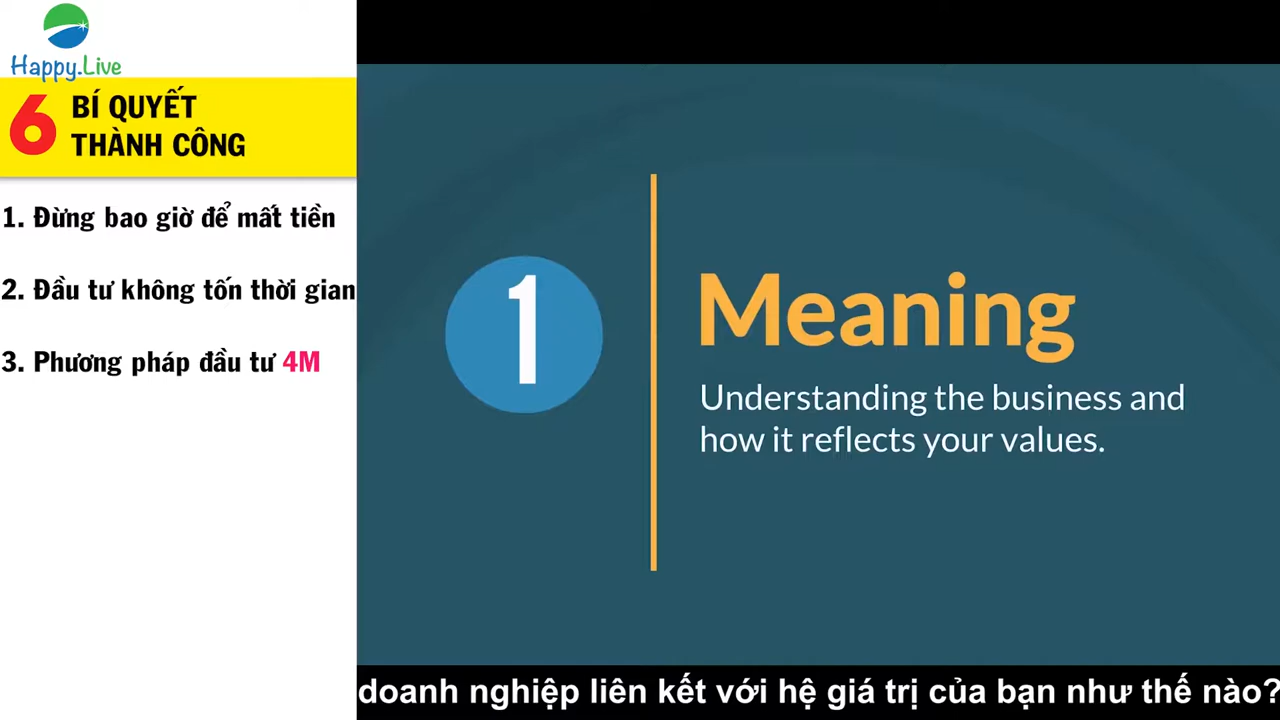 Happy.Live
6 BÍ QUYẾT
THÀNH CÔNG
1. Đừng bao giờ để mất tiền
2. Đầu tư không tốn thời gian
3. Phương pháp đầu tư 4M
1
Meaning
Understanding the business and
how it reflects your values.
doanh nghiệp liên kết với hệ giá trị của bạn như thế nào?